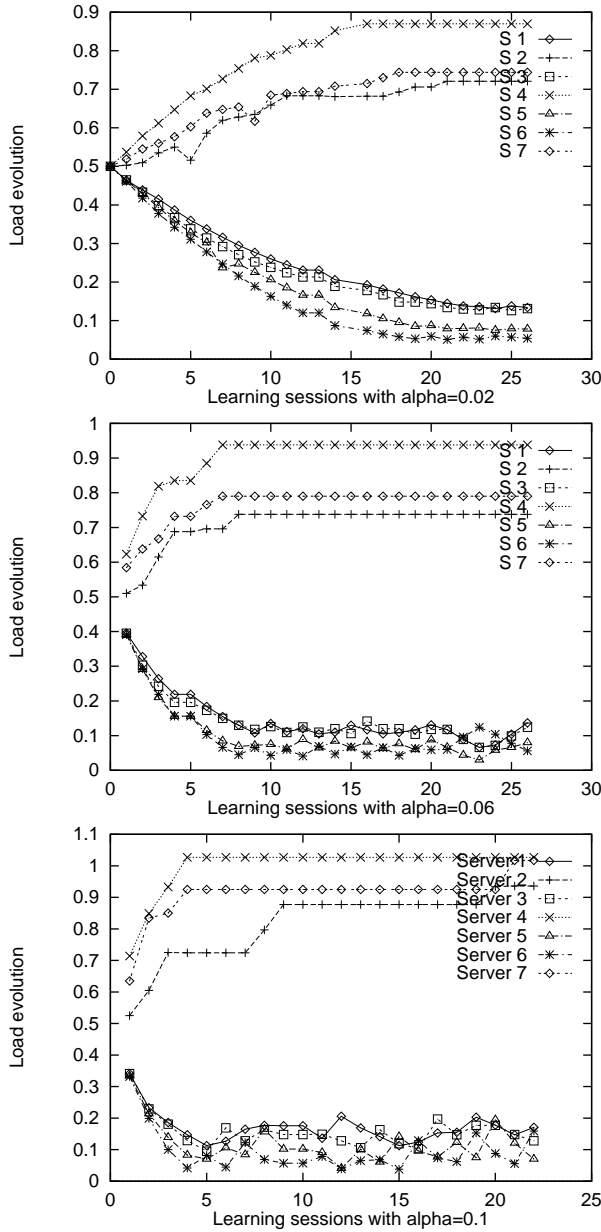 0.9
0.8
0.7
0.6
0.5
0.4
0.3
0.2
0.1
0
0 5 10 15 20 25 30
Load evolution
Learning sessions with alpha=0.02
S 1
S 2
S 3
S 4
S 5
S 6
S 7
1
0.9
0.8
0.7
0.6
0.5
0.4
0.3
0.2
0.1
0
0 5 10 15 20 25 30
Load evolution
Learning sessions with alpha=0.06
S 1
S 2
S 3
S 4
S 5
S 6
S 7
1.1
1
0.9
0.8
0.7
0.6
0.5
0.4
0.3
0.2
0.1
0
0 5 10 15 20 25
Load evolution
Learning sessions with alpha=0.1
Server 1
Server 2
Server 3
Server 4
Server 5
Server 6
Server 7